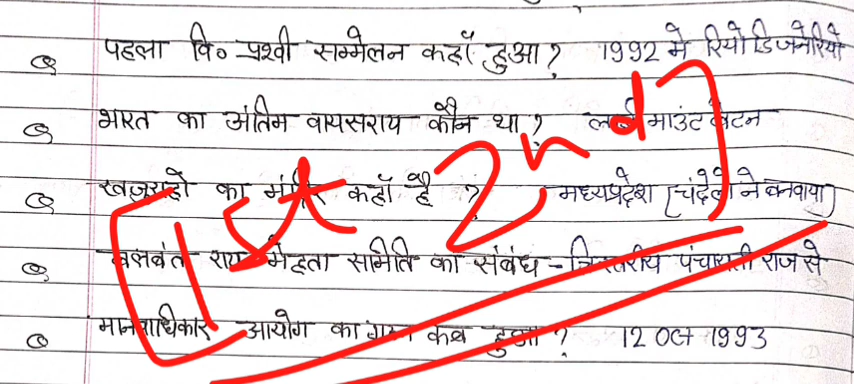 Q पहला वि० प्रथ्वी सम्मेलन कहाँ हुआ? 1992 मे रियो डि जनेरियो
Q भारत का अंतिम वायसराय कौन था? लार्ड माउंट बेटन
Q खजुराहो का मंदिर कहाँ है? मध्यप्रदेश (चंदेलो ने बनवाया)
Q बलवंत राय मेहता समिति का संबंध - त्रिस्तरीय पंचायती राज से
Q मानवाधिकार आयोग का गठन कब हुआ? 12 Oct 1993
[1st 2nd]